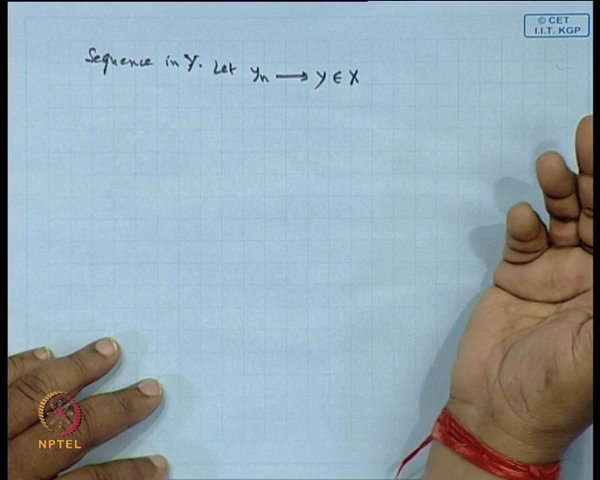 © CET
I.I.T. KGP
Sequence in Y. Let yn ⟶ y ∈ X
NPTEL